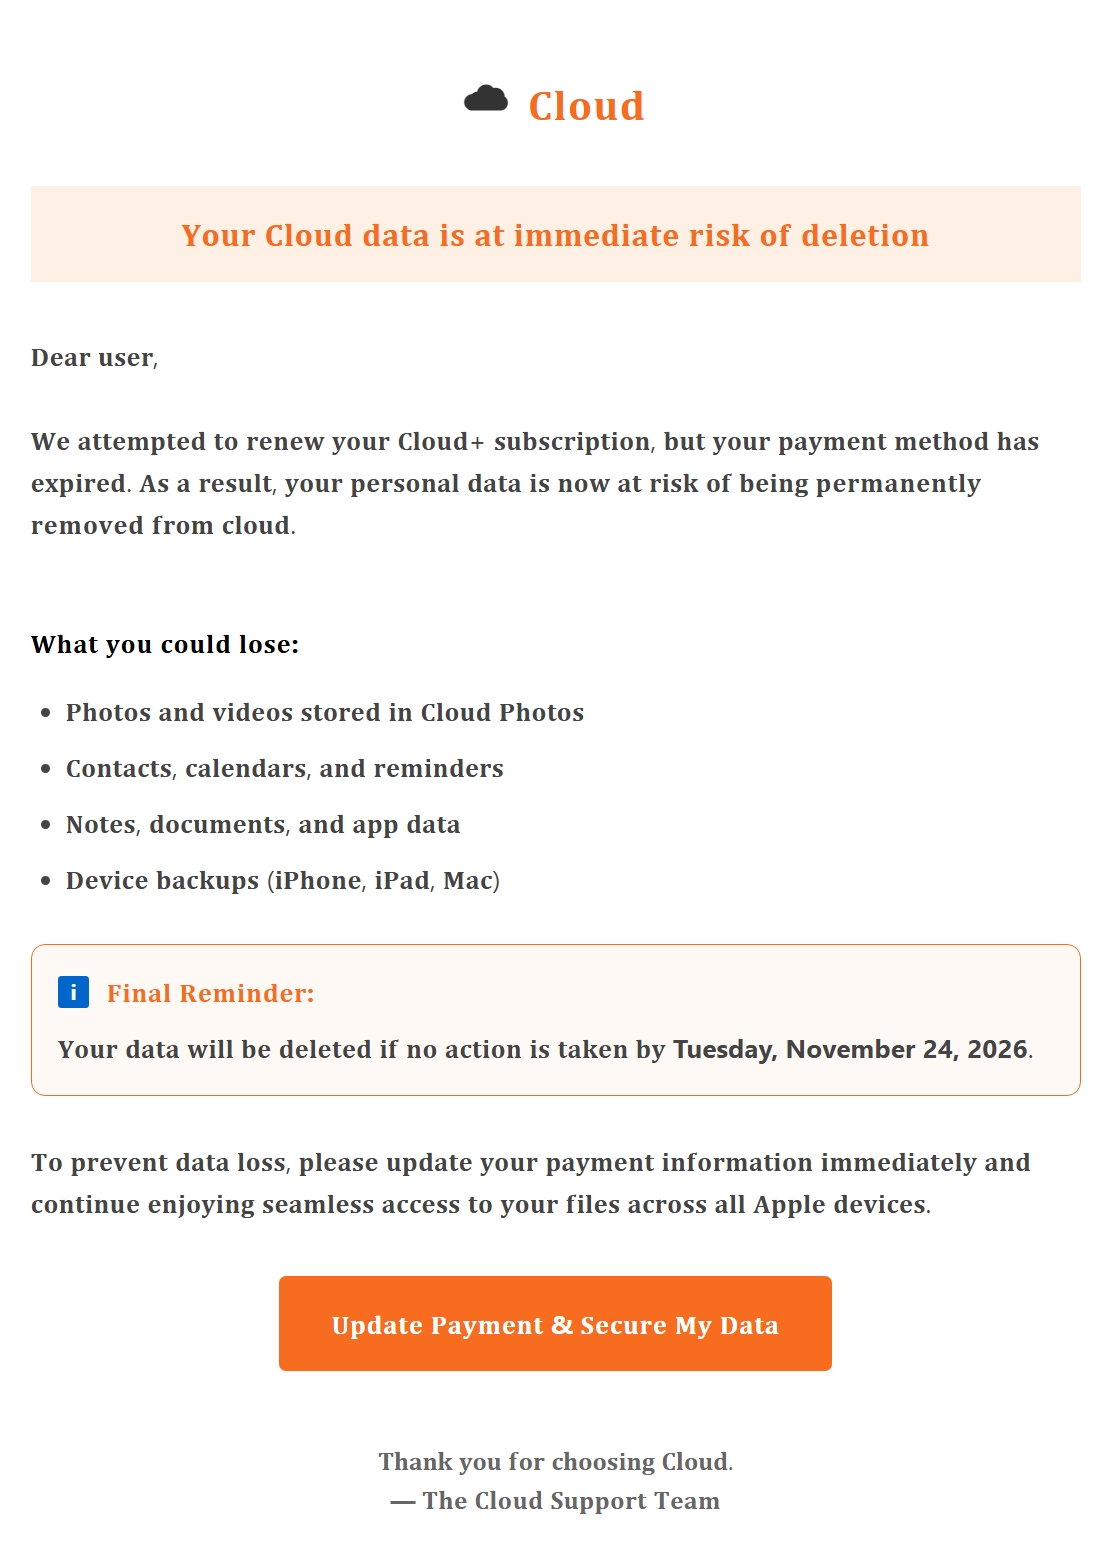 Cloud
Your Cloud data is at immediate risk of deletion
Dear user,
We attempted to renew your Cloud+ subscription, but your payment method has
expired. As a result, your personal data is now at risk of being permanently
removed from cloud.
What you could lose:
• Photos and videos stored in Cloud Photos
• Contacts, calendars, and reminders
• Notes, documents, and app data
• Device backups (iPhone, iPad, Mac)
i Final Reminder:
Your data will be deleted if no action is taken by Tuesday, November 24, 2026.
To prevent data loss, please update your payment information immediately and
continue enjoying seamless access to your files across all Apple devices.
Update Payment & Secure My Data
Thank you for choosing Cloud.
— The Cloud Support Team